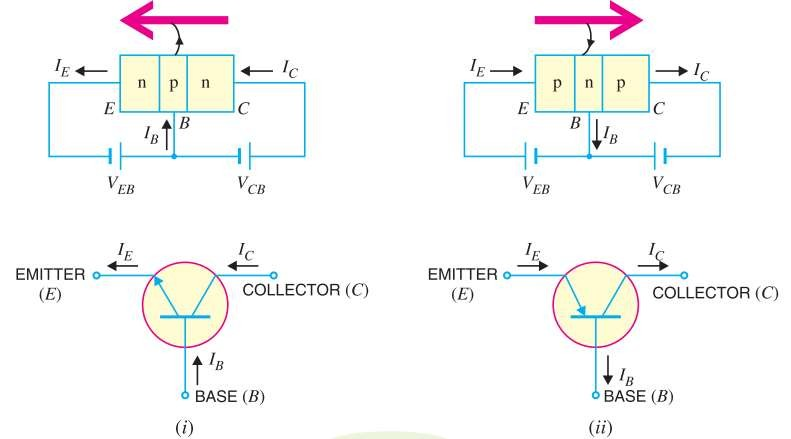 I_E I_C I_E I_C
n p n p n p
E C E C
B B
I_B I_B
V_EB V_CB V_EB V_CB
I_E I_C I_E I_C
EMITTER EMITTER
(E) COLLECTOR (C) (E) COLLECTOR (C)
I_B I_B
BASE (B) BASE (B)
(i) (ii)